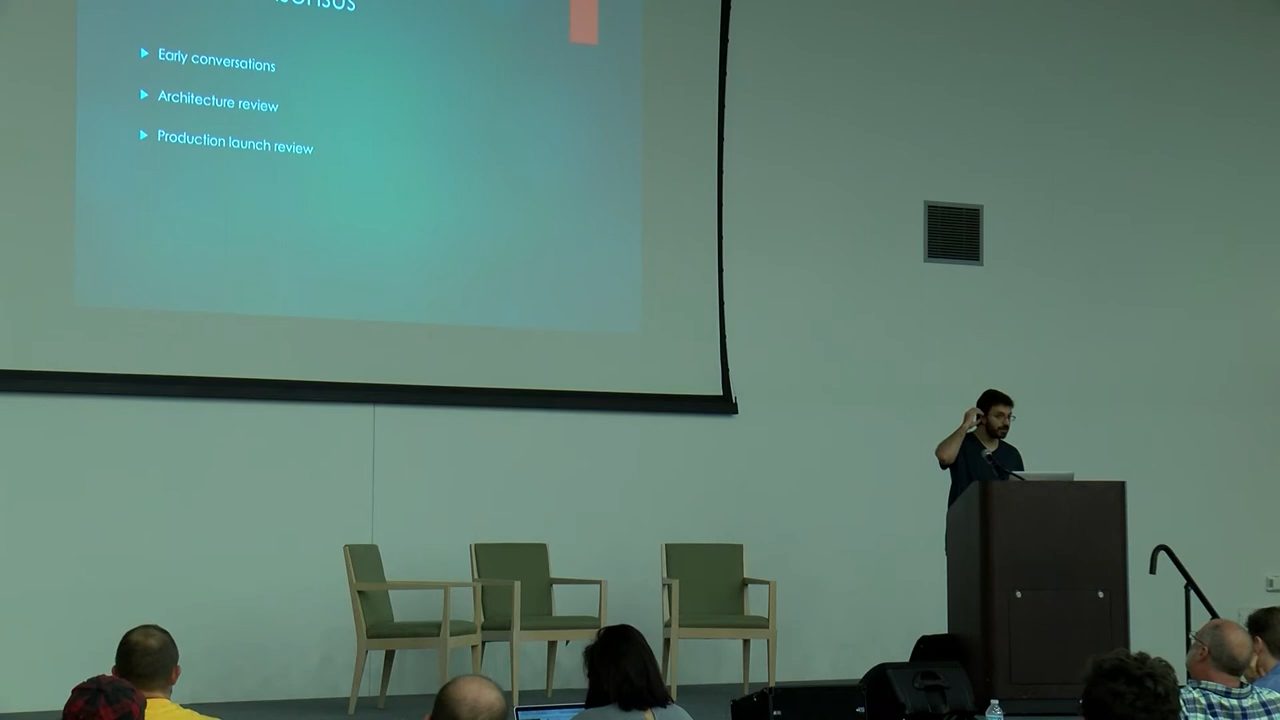 Early conversations
Architecture review
Production launch review